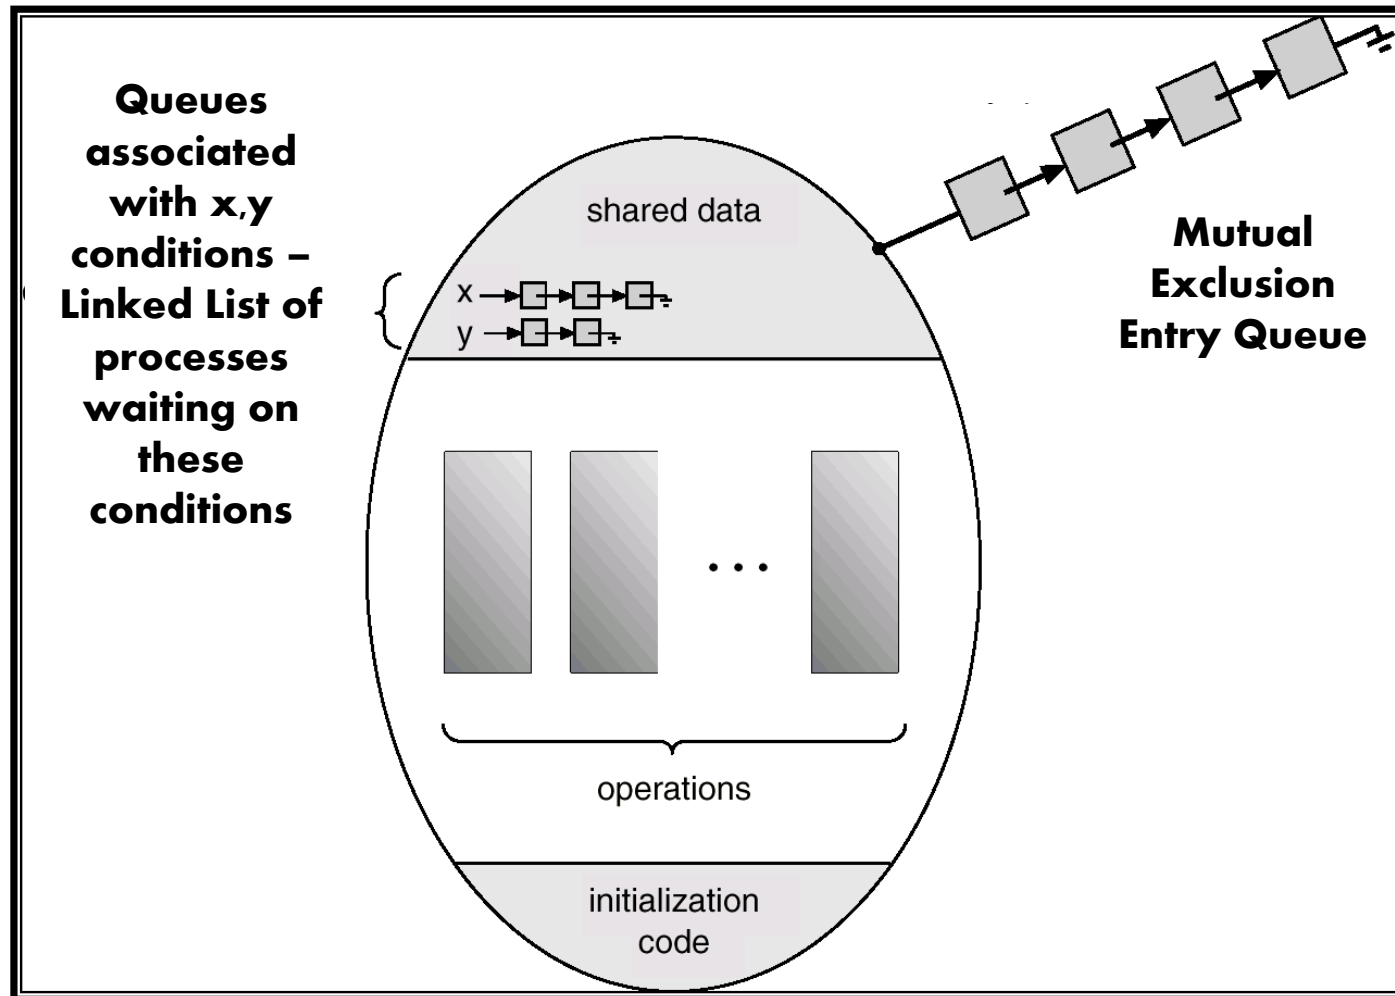 Queues
associated
with x,y
conditions –
Linked List of
processes
waiting on
these
conditions
shared data
x
y
Mutual
Exclusion
Entry Queue
. . .
operations
initialization
code